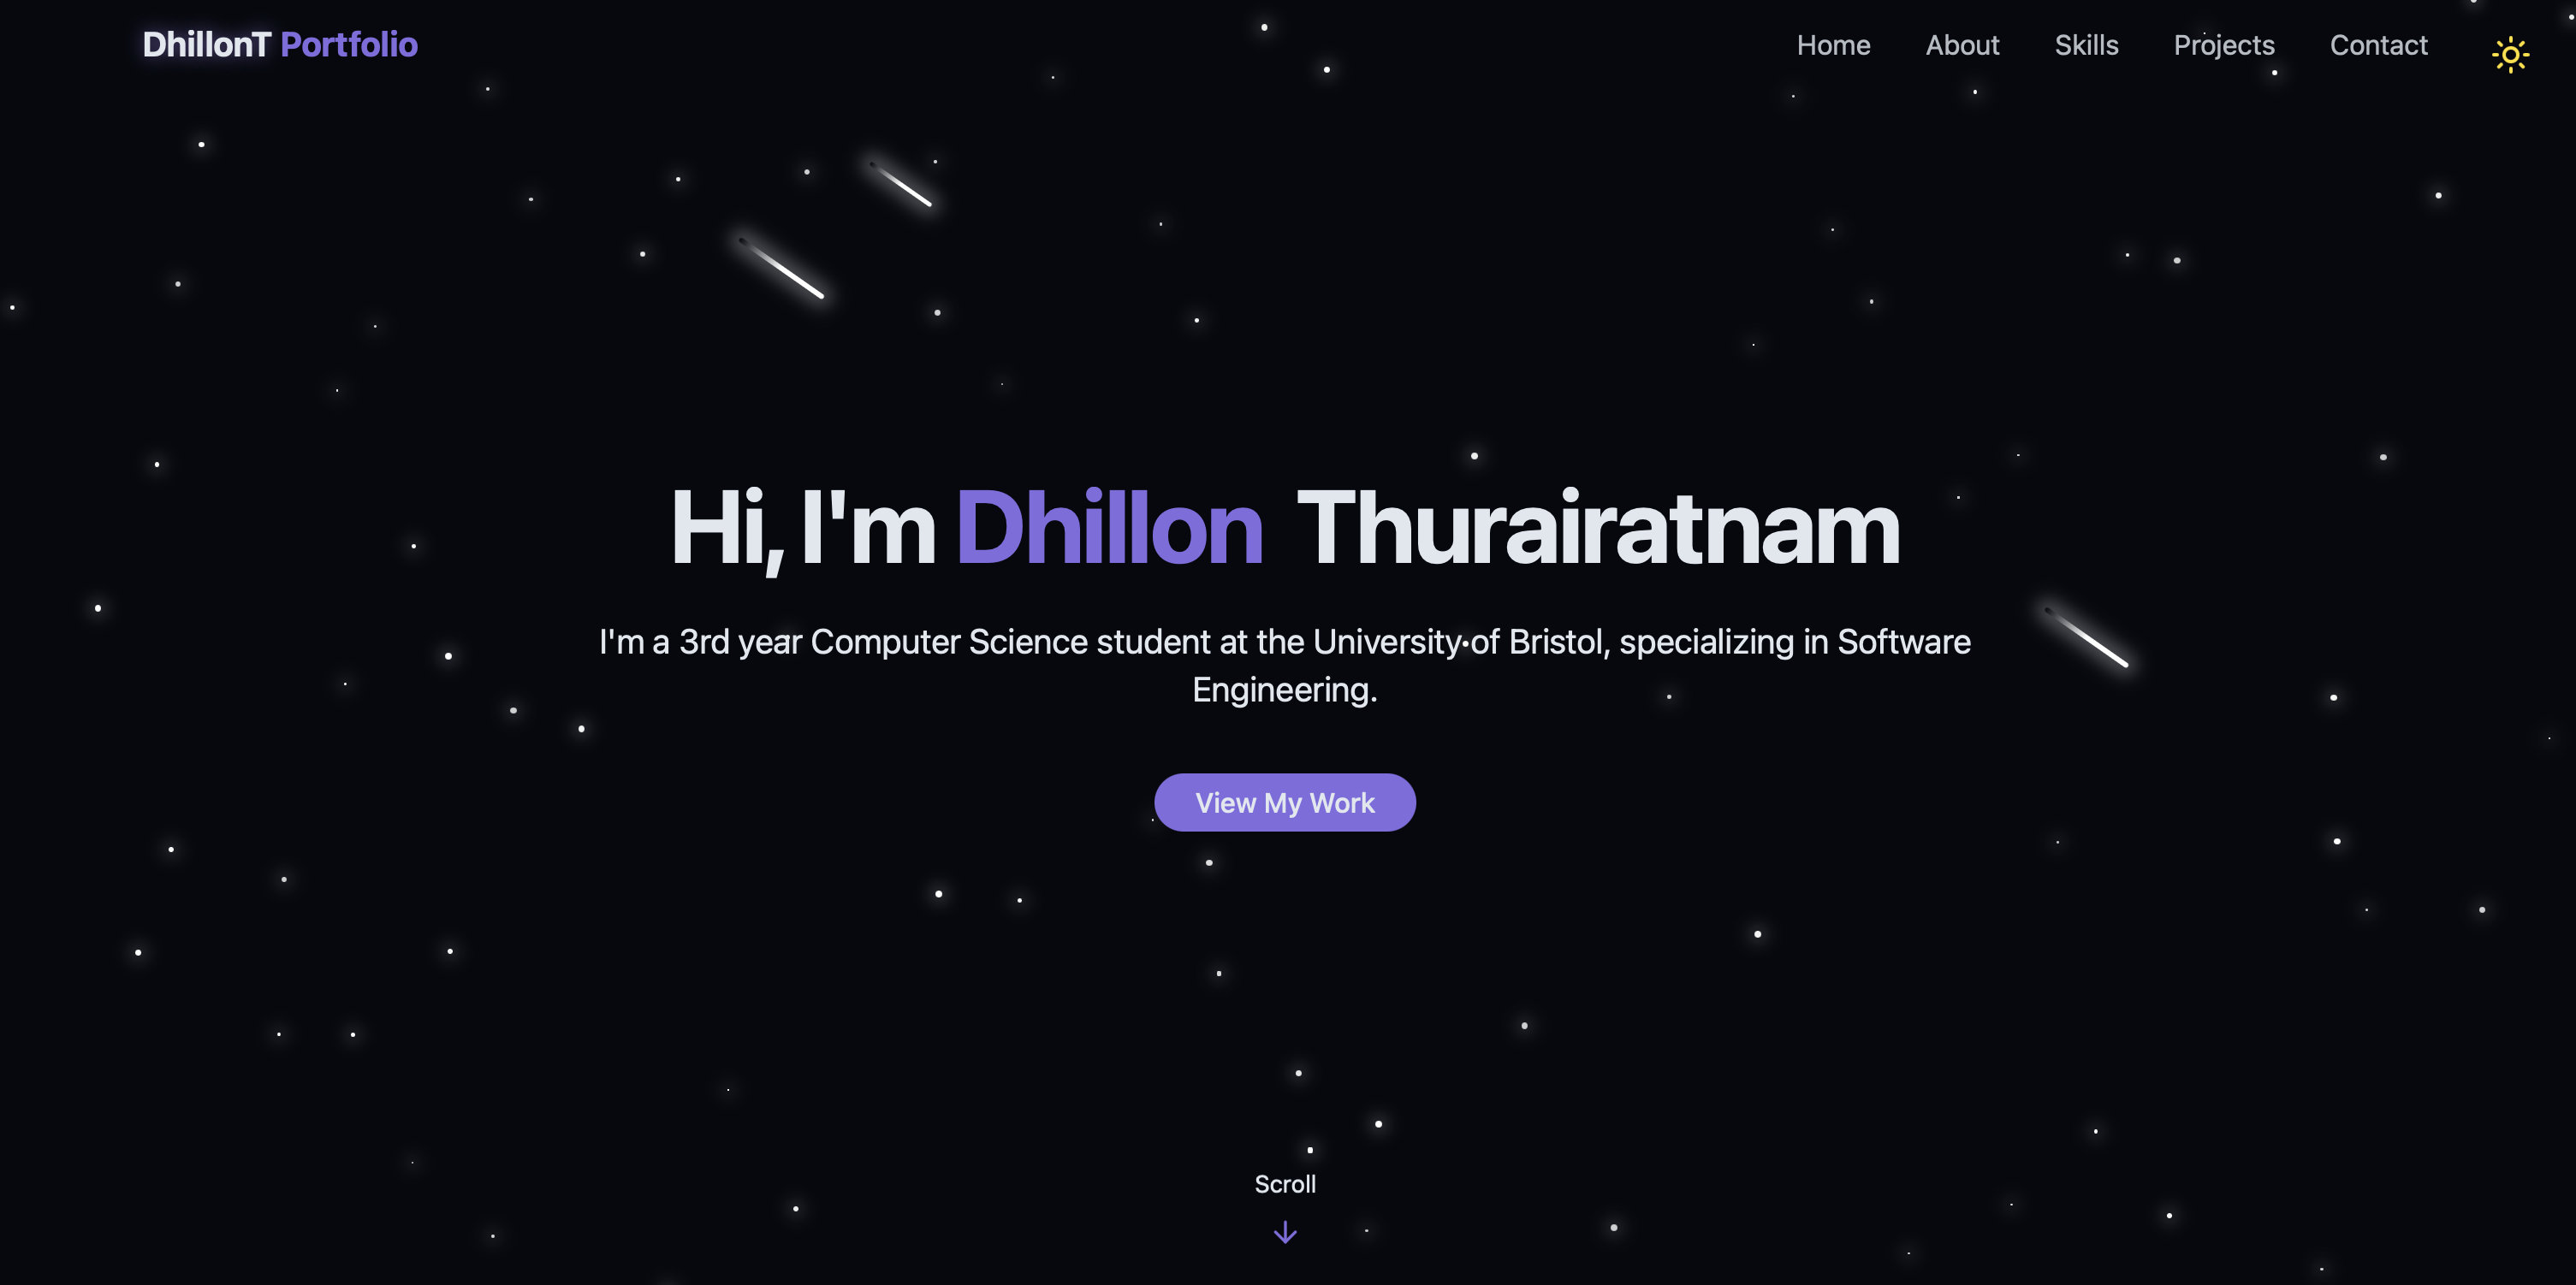 DhillonT Portfolio
Home About Skills Projects Contact
Hi, I'm Dhillon Thurairatnam
I'm a 3rd year Computer Science student at the University of Bristol, specializing in Software
Engineering.
View My Work
Scroll